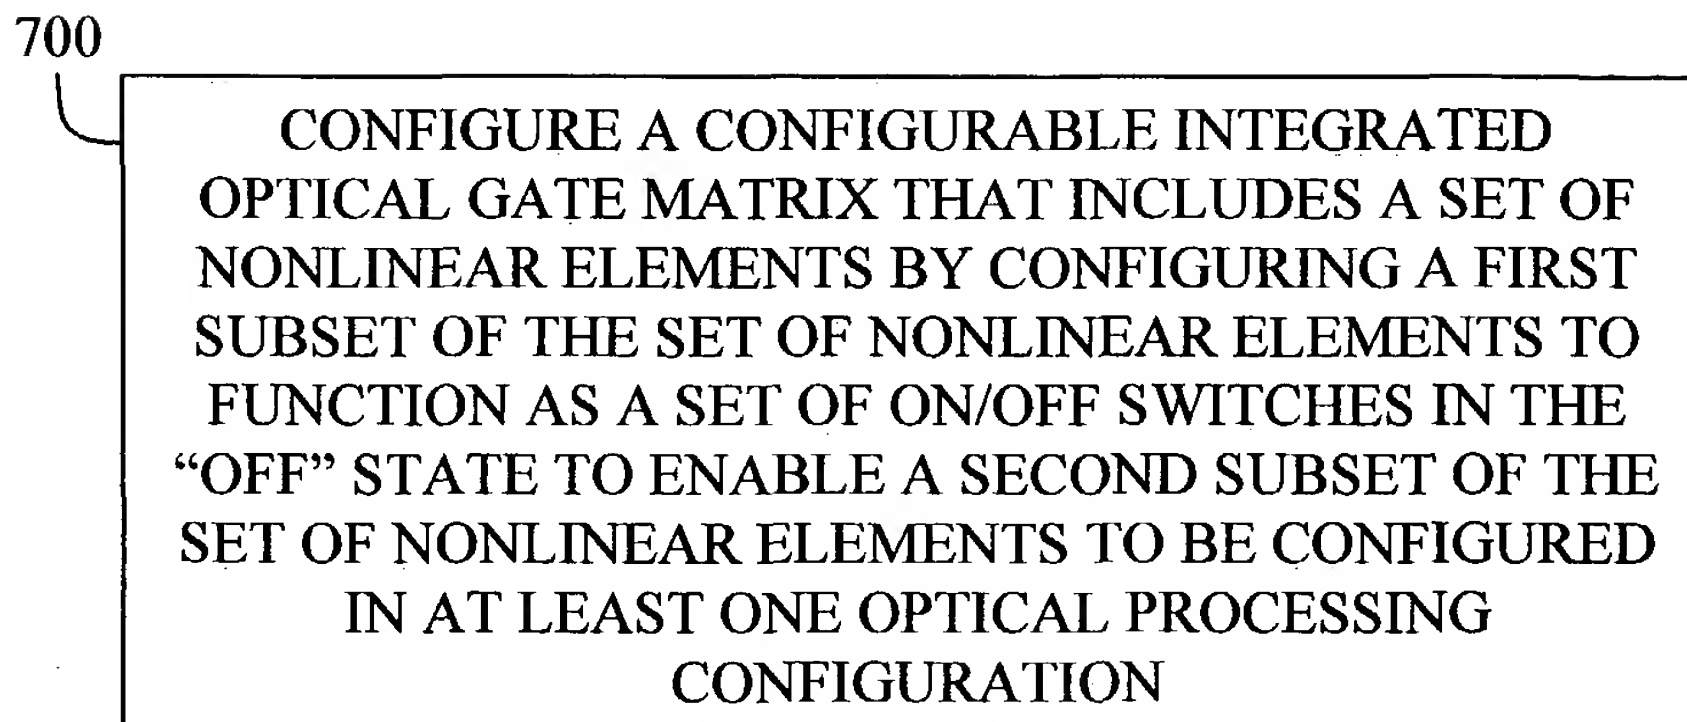 700
CONFIGURE A CONFIGURABLE INTEGRATED
OPTICAL GATE MATRIX THAT INCLUDES A SET OF
NONLINEAR ELEMENTS BY CONFIGURING A FIRST
SUBSET OF THE SET OF NONLINEAR ELEMENTS TO
FUNCTION AS A SET OF ON/OFF SWITCHES IN THE
“OFF” STATE TO ENABLE A SECOND SUBSET OF THE
SET OF NONLINEAR ELEMENTS TO BE CONFIGURED
IN AT LEAST ONE OPTICAL PROCESSING
CONFIGURATION